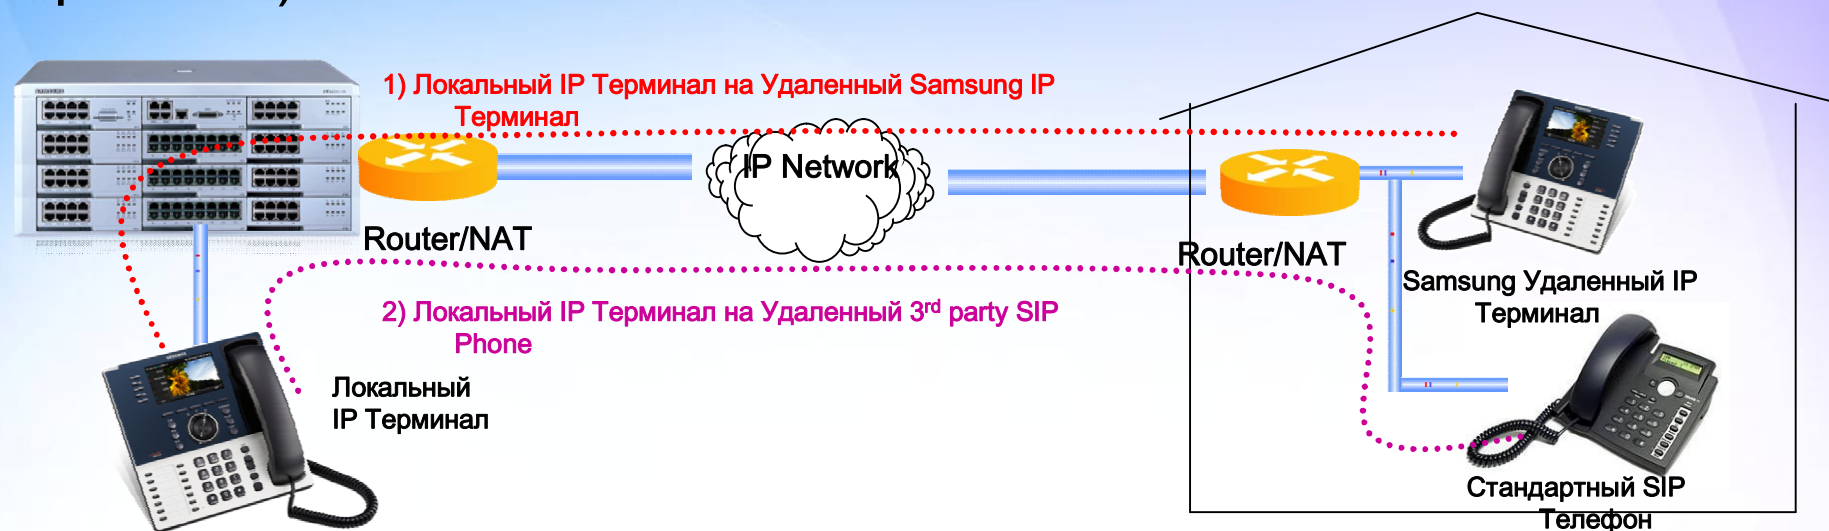 1) Локальный IP Терминал на Удаленный Samsung IP
Терминал
IP Network
Router/NAT
Router/NAT
Samsung Удаленный IP
Терминал
2) Локальный IP Терминал на Удаленный 3rd party SIP
Phone
Локальный
IP Терминал
Стандартный SIP
Телефон